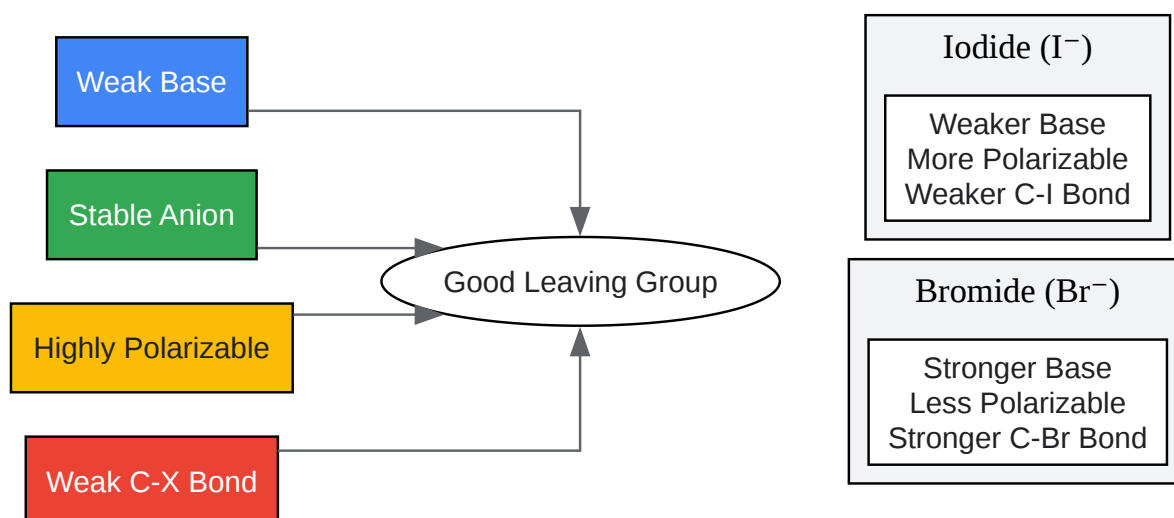 Weak Base
Stable Anion
Highly Polarizable
Weak C-X Bond
Good Leaving Group
Iodide (I⁻)
Weaker Base
More Polarizable
Weaker C-I Bond
Bromide (Br⁻)
Stronger Base
Less Polarizable
Stronger C-Br Bond